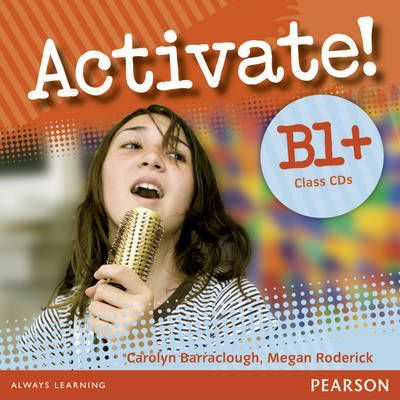 Activate!
B1+
Class CDs
Carolyn Barraclough, Megan Roderick
ALWAYS LEARNING
PEARSON